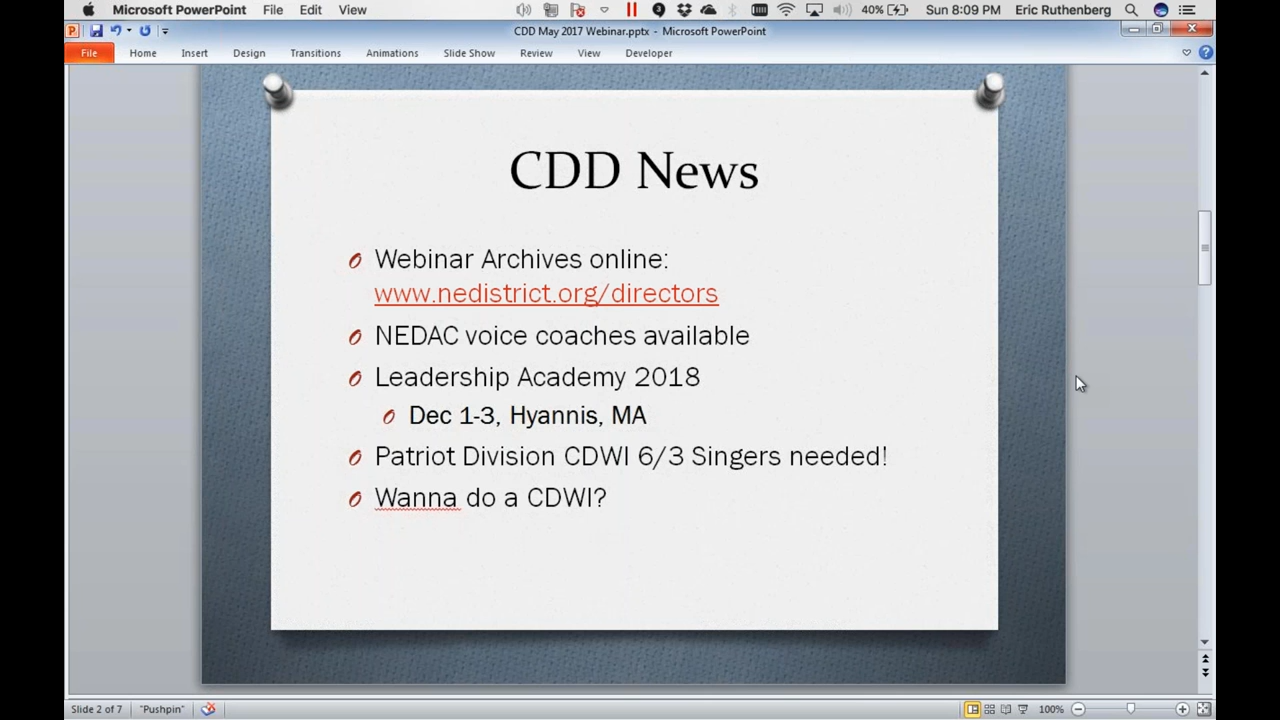 Microsoft PowerPoint File Edit View 40% Sun 8:09 PM Eric Ruthenberg
CDD May 2017 Webinar.pptx - Microsoft PowerPoint
File Home Insert Design Transitions Animations Slide Show Review View Developer
CDD News
Webinar Archives online:
www.nedistrict.org/directors
NEDAC voice coaches available
Leadership Academy 2018
Dec 1-3, Hyannis, MA
Patriot Division CDWI 6/3 Singers needed!
Wanna do a CDWI?
Slide 2 of 7 "Pushpin" 100%